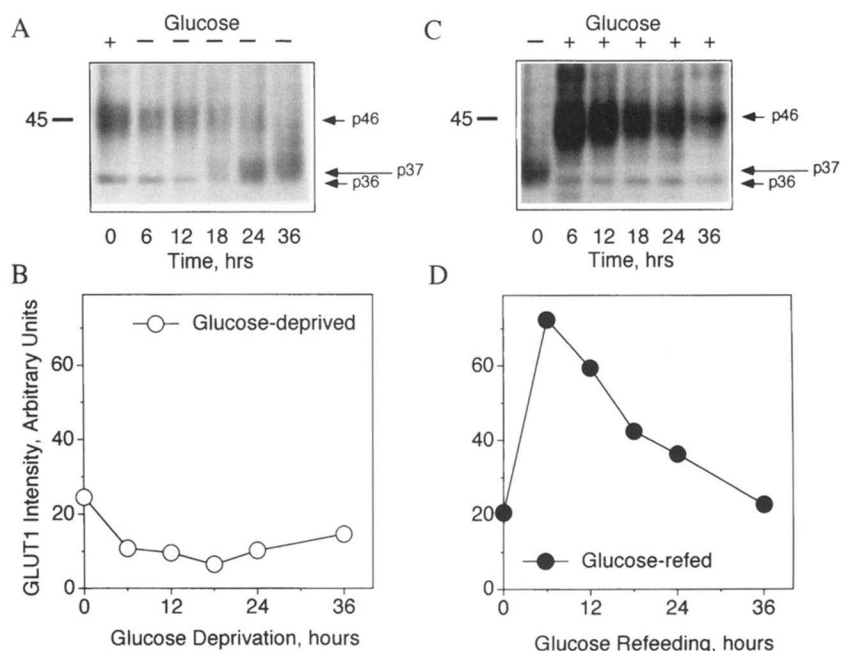 A
Glucose
+ − − − − −
45
p46
p37
p36
0 6 12 18 24 36
Time, hrs
C
Glucose
− + + + + +
45
p46
p37
p36
0 6 12 18 24 36
Time, hrs
B
Glucose-deprived
GLUT1 Intensity, Arbitrary Units
60
40
20
0
0 12 24 36
Glucose Deprivation, hours
D
60
40
20
0
Glucose-refed
0 12 24 36
Glucose Refeeding, hours